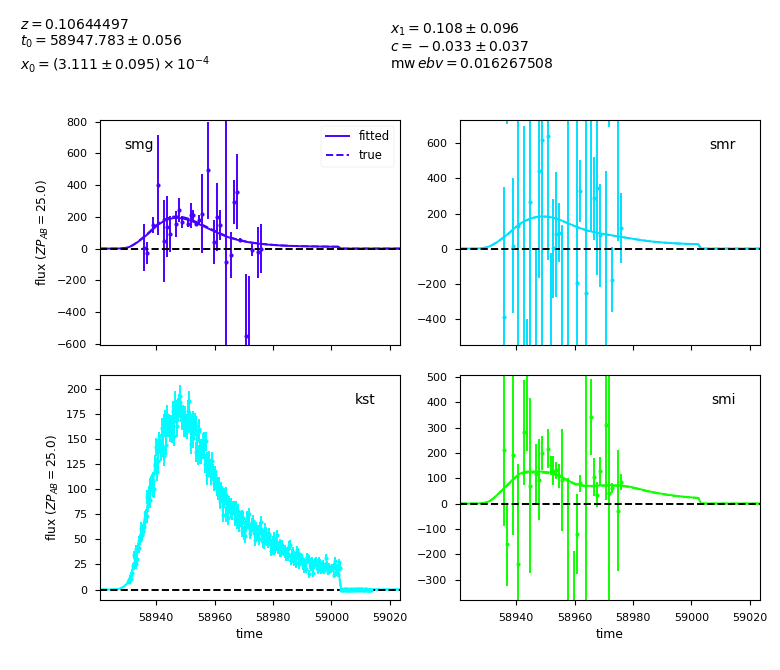 z = 0.10644497
t₀ = 58947.783 ± 0.056
x₀ = (3.111 ± 0.095) × 10⁻⁴
x₁ = 0.108 ± 0.096
c = −0.033 ± 0.037
mw ebv = 0.016267508
smg
fitted
true
800
600
400
200
0
−200
−400
−600
flux (ZP_AB = 25.0)
smr
600
400
200
0
−200
−400
kst
200
175
150
125
100
75
50
25
0
flux (ZP_AB = 25.0)
58940 58960 58980 59000 59020
time
smi
500
400
300
200
100
0
−100
−200
−300
58940 58960 58980 59000 59020
time